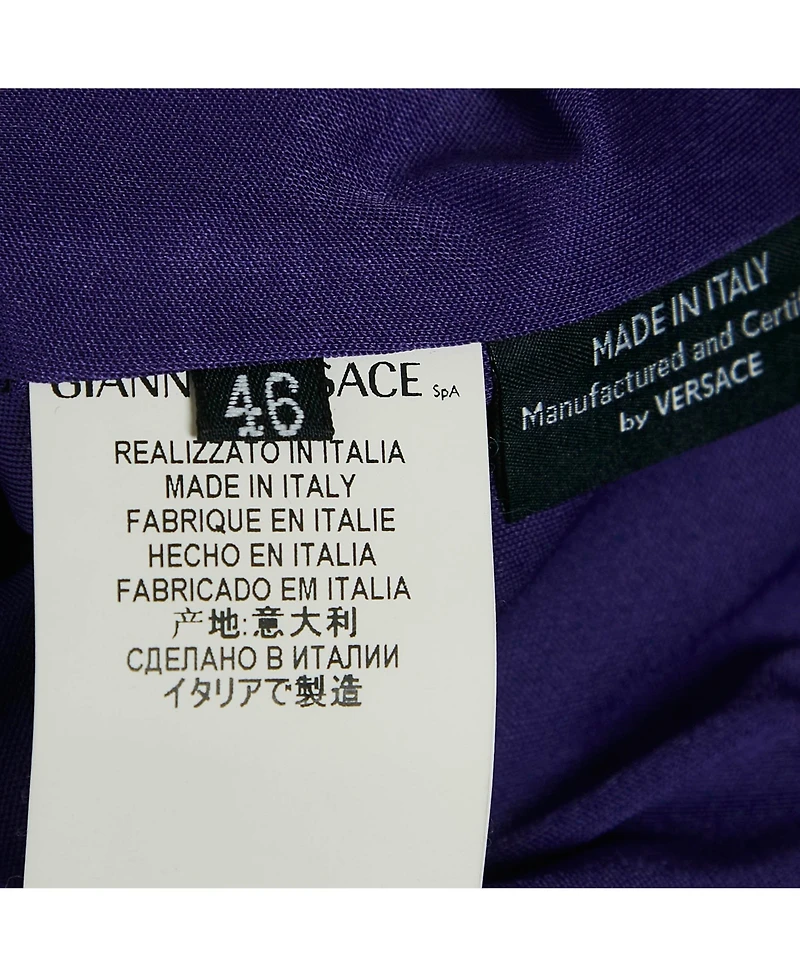 GIANN SACE SpA
46
REALIZZATO IN ITALIA
MADE IN ITALY
FABRIQUE EN ITALIE
HECHO EN ITALIA
FABRICADO EM ITALIA
产地:意大利
СДЕЛАНО В ИТАЛИИ
イタリアで製造
MADE IN ITALY
Manufactured and Certif
by VERSACE